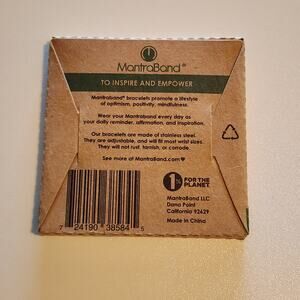 MantraBand®
TO INSPIRE AND EMPOWER
MantraBand® bracelets promote a lifestyle
of optimism, positivity, mindfulness.
Wear your MantraBand every day as
your daily reminder, affirmation, and inspiration.
Our bracelets are made of stainless steel.
They are adjustable, and will fit most wrist sizes.
They will not rust, tarnish, or corrode.
See more at MantraBand.com♥
1% FOR THE
PLANET
MantraBand LLC
Dana Point
California 92629
Made in China
7 24190 38584 5